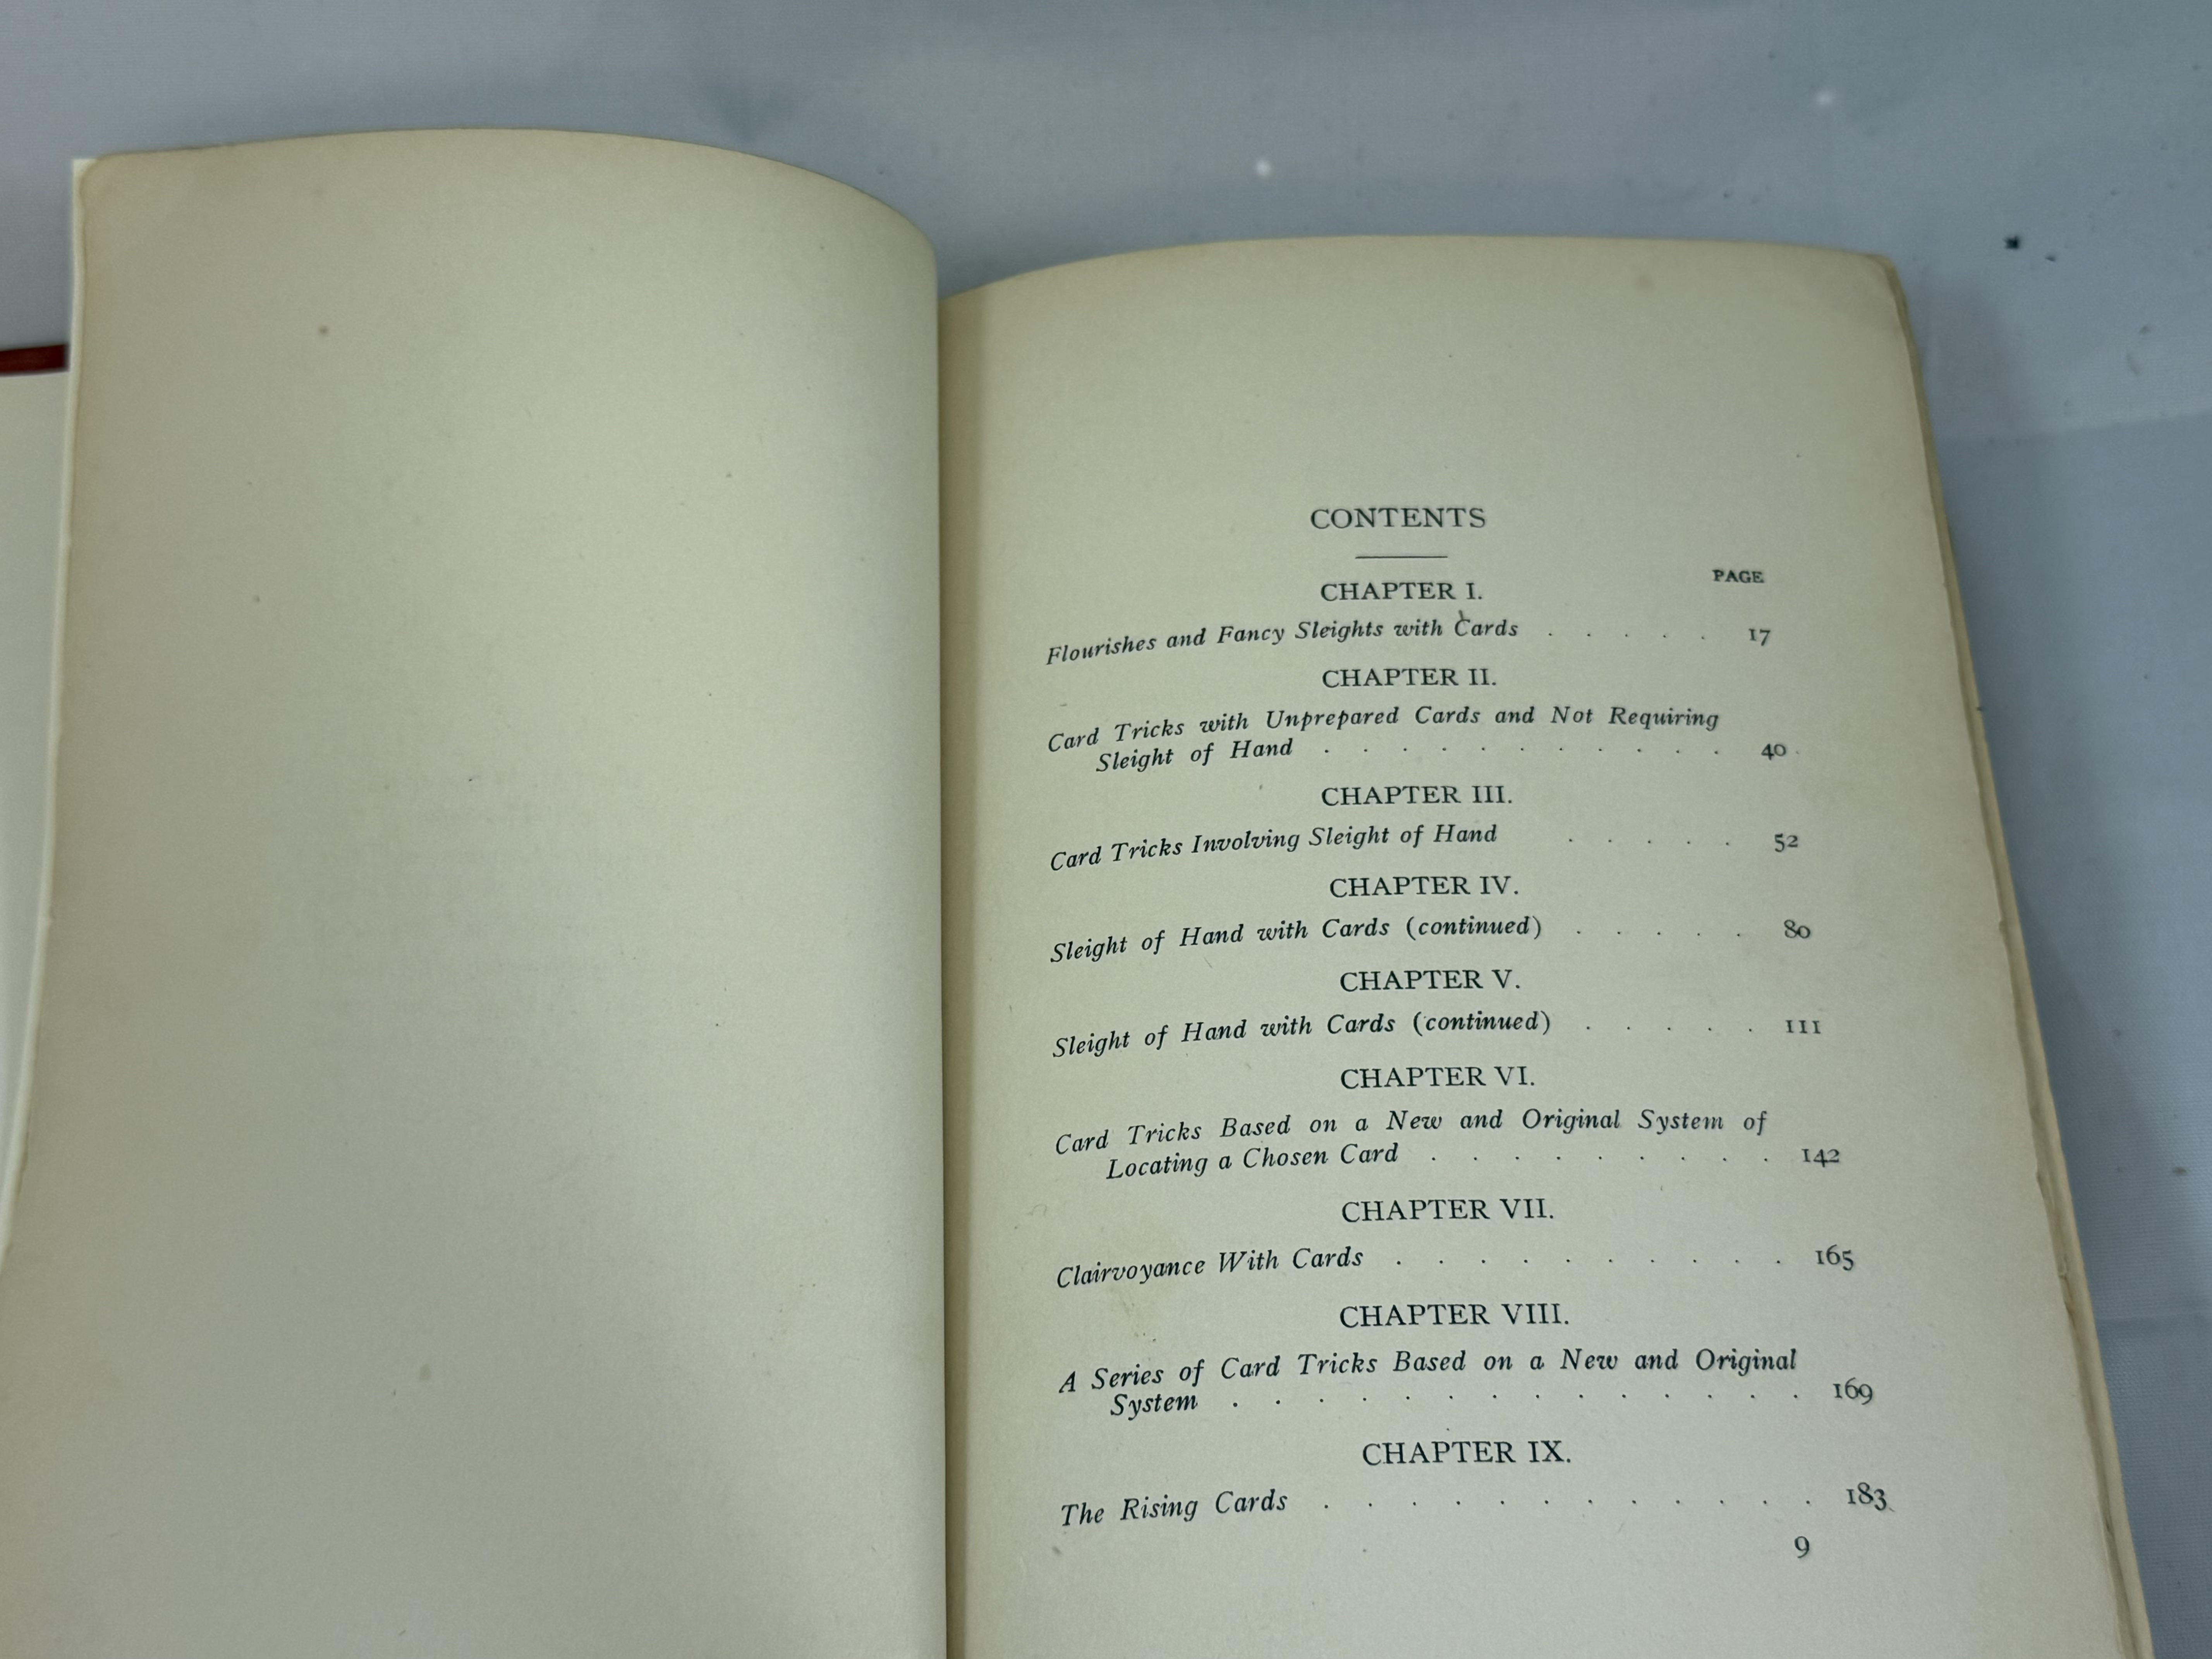 CONTENTS
PAGE
CHAPTER I.
Flourishes and Fancy Sleights with Cards . . . . . 17
CHAPTER II.
Card Tricks with Unprepared Cards and Not Requiring
Sleight of Hand . . . . . . . . . . . 40
CHAPTER III.
Card Tricks Involving Sleight of Hand . . . . . 52
CHAPTER IV.
Sleight of Hand with Cards (continued) . . . . . 80
CHAPTER V.
Sleight of Hand with Cards (continued) . . . . . 111
CHAPTER VI.
Card Tricks Based on a New and Original System of
Locating a Chosen Card . . . . . . . . . 142
CHAPTER VII.
Clairvoyance With Cards . . . . . . . . . . 165
CHAPTER VIII.
A Series of Card Tricks Based on a New and Original
System . . . . . . . . . . . . . . 169
CHAPTER IX.
The Rising Cards . . . . . . . . . . . . 183
9